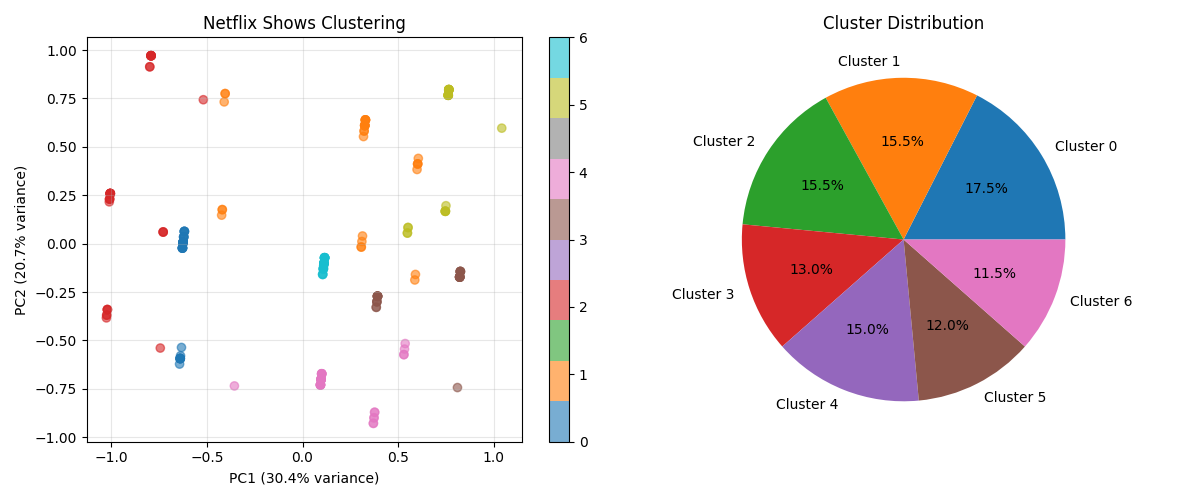 Netflix Shows Clustering
1.00
0.75
0.50
0.25
0.00
−0.25
−0.50
−0.75
−1.00
PC2 (20.7% variance)
−1.0
−0.5
0.0
0.5
1.0
PC1 (30.4% variance)
6
5
4
3
2
1
0
Cluster Distribution
Cluster 0
17.5%
Cluster 1
15.5%
Cluster 2
15.5%
Cluster 3
13.0%
Cluster 4
15.0%
Cluster 5
12.0%
Cluster 6
11.5%